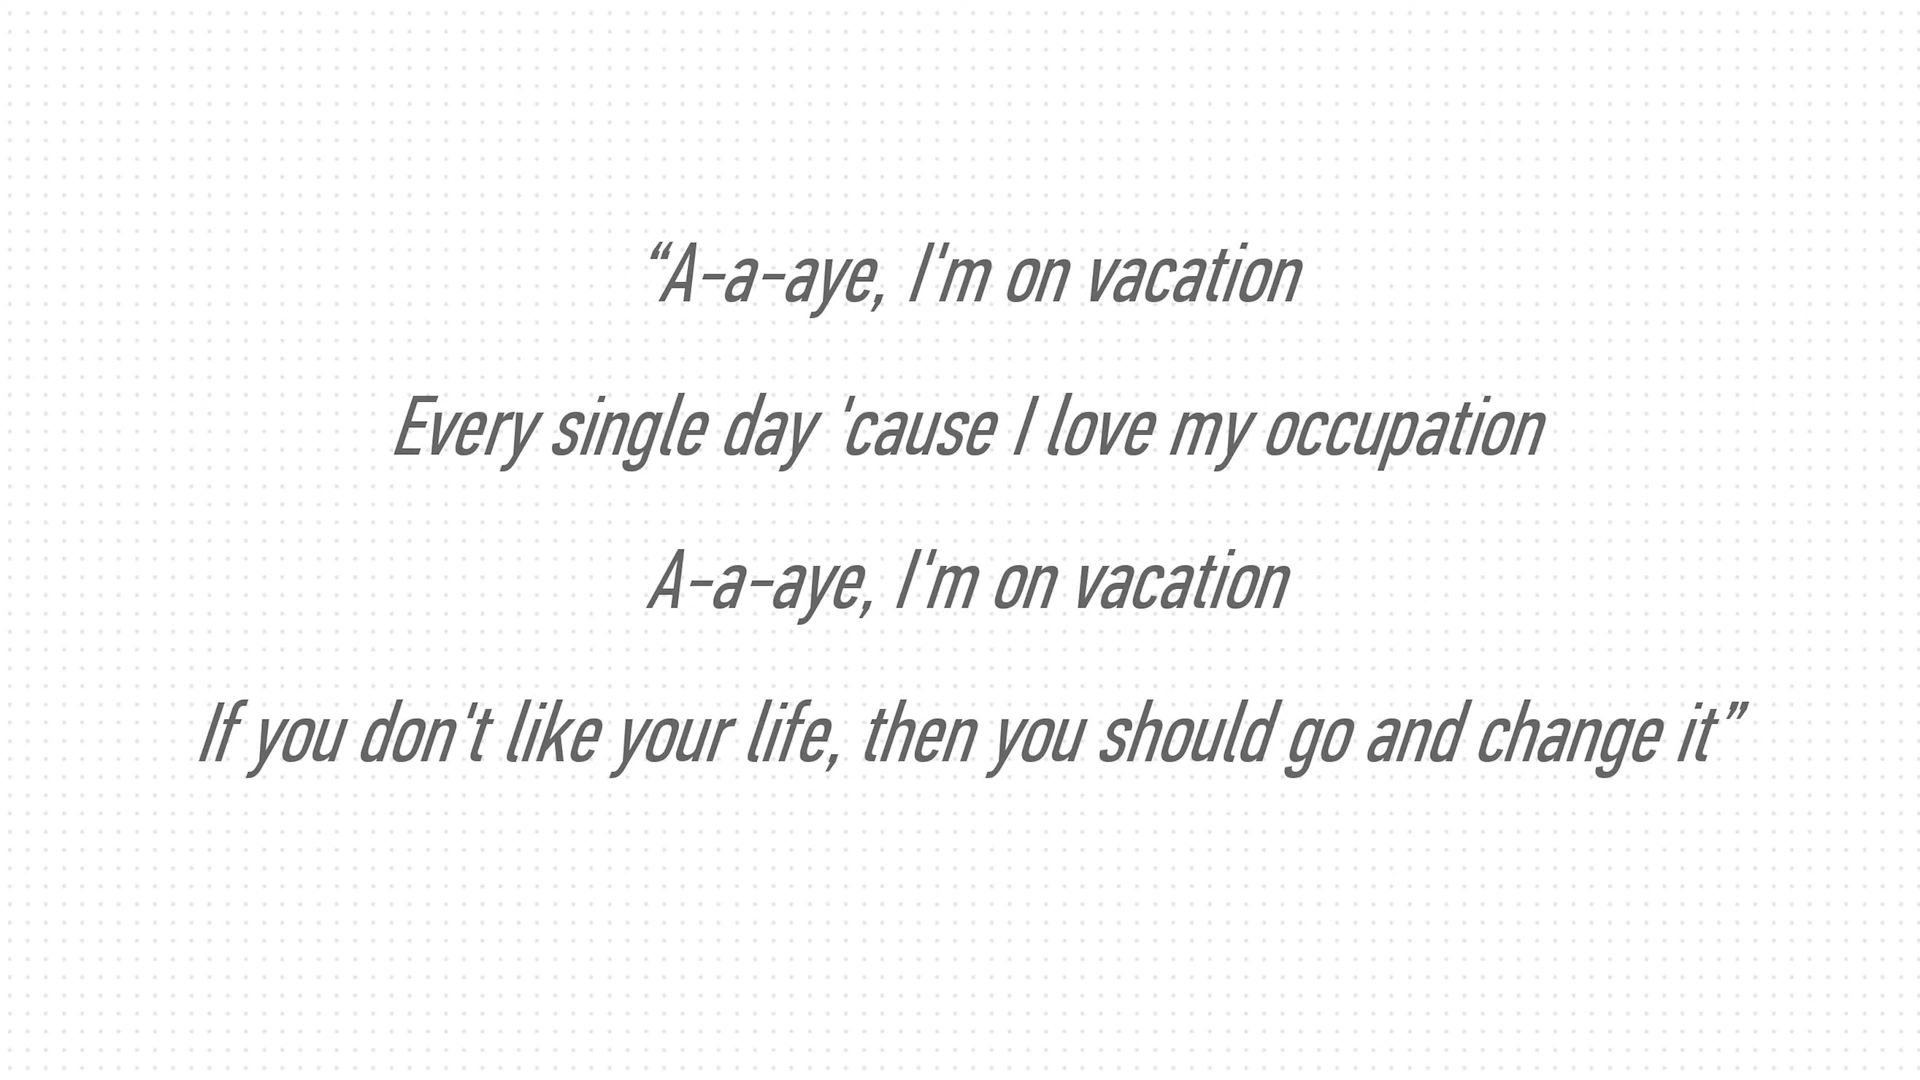 “A-a-aye, I'm on vacation
Every single day 'cause I love my occupation
A-a-aye, I'm on vacation
If you don't like your life, then you should go and change it”